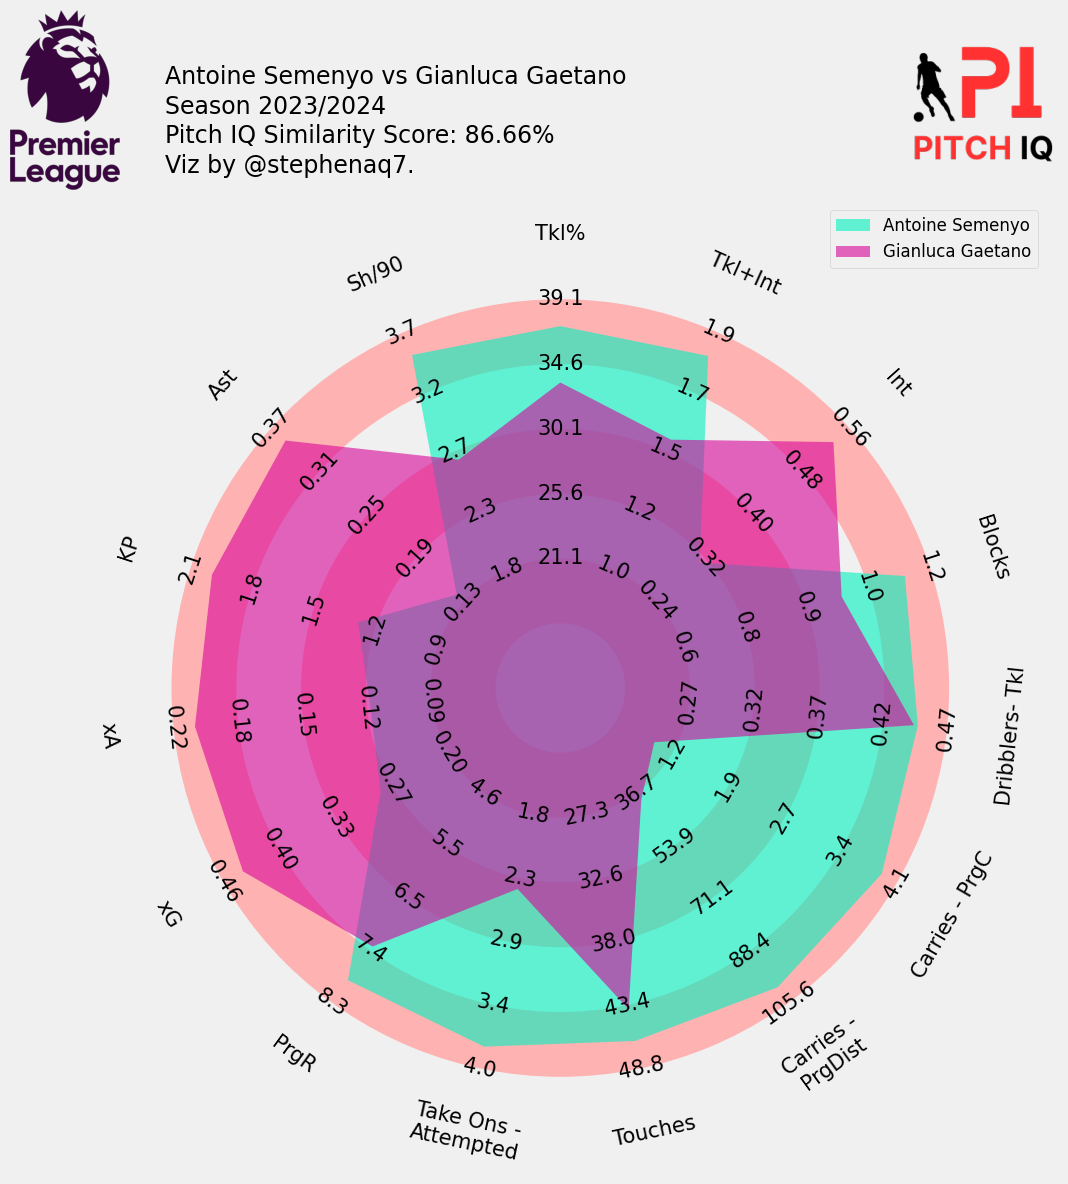 Premier
League
Antoine Semenyo vs Gianluca Gaetano
Season 2023/2024
Pitch IQ Similarity Score: 86.66%
Viz by @stephenaq7.
PI
PITCH IQ
Antoine Semenyo
Gianluca Gaetano
Tkl%
39.1
34.6
30.1
25.6
21.1
Tkl+Int
1.9
1.7
1.5
1.2
1.0
Int
0.56
0.48
0.40
0.32
0.24
Blocks
1.2
1.0
0.9
0.8
0.6
Dribblers- Tkl
0.47
0.42
0.37
0.32
0.27
Carries - PrgC
4.1
3.4
2.7
1.9
1.2
Carries -
PrgDist
105.6
88.4
71.1
53.9
36.7
Touches
48.8
43.4
38.0
32.6
27.3
Take Ons -
Attempted
4.0
3.4
2.9
2.3
1.8
PrgR
8.3
7.4
6.5
5.5
4.6
xG
0.46
0.40
0.33
0.27
0.20
xA
0.22
0.18
0.15
0.12
0.09
KP
2.1
1.8
1.5
1.2
0.9
Ast
0.37
0.31
0.25
0.19
0.13
Sh/90
3.7
3.2
2.7
2.3
1.8